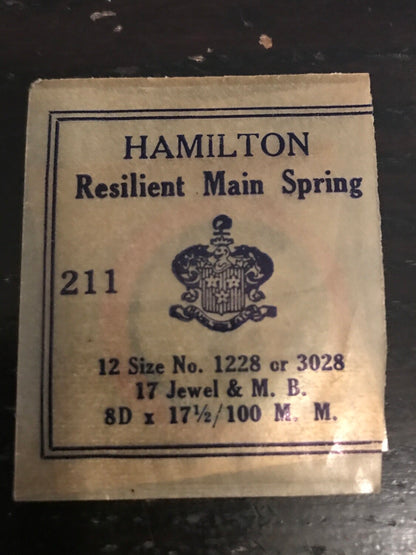 HAMILTON
Resilient Main Spring
211
12 Size No. 1228 or 3028
17 Jewel & M. B.
8D x 17½/100 M. M.